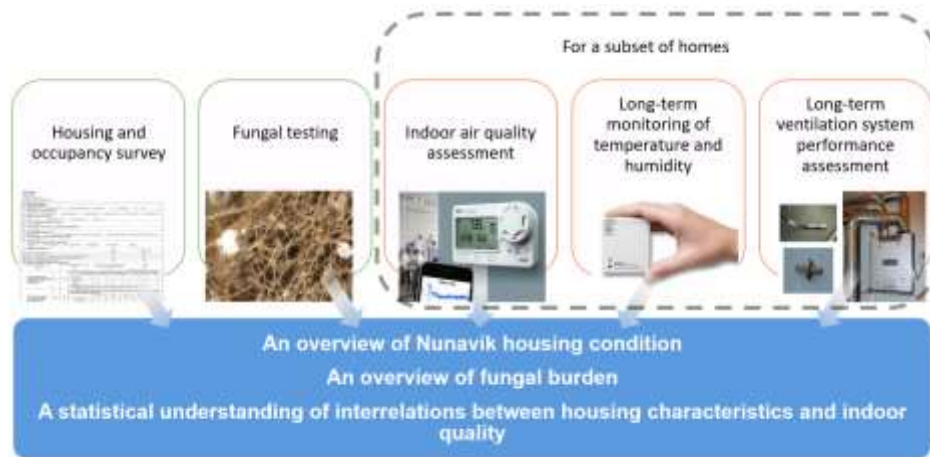 For a subset of homes
Housing and
occupancy survey
Fungal testing
Indoor air quality
assessment
Long-term
monitoring of
temperature and
humidity
Long-term
ventilation system
performance
assessment
An overview of Nunavik housing condition
An overview of fungal burden
A statistical understanding of interrelations between housing characteristics and indoor
quality